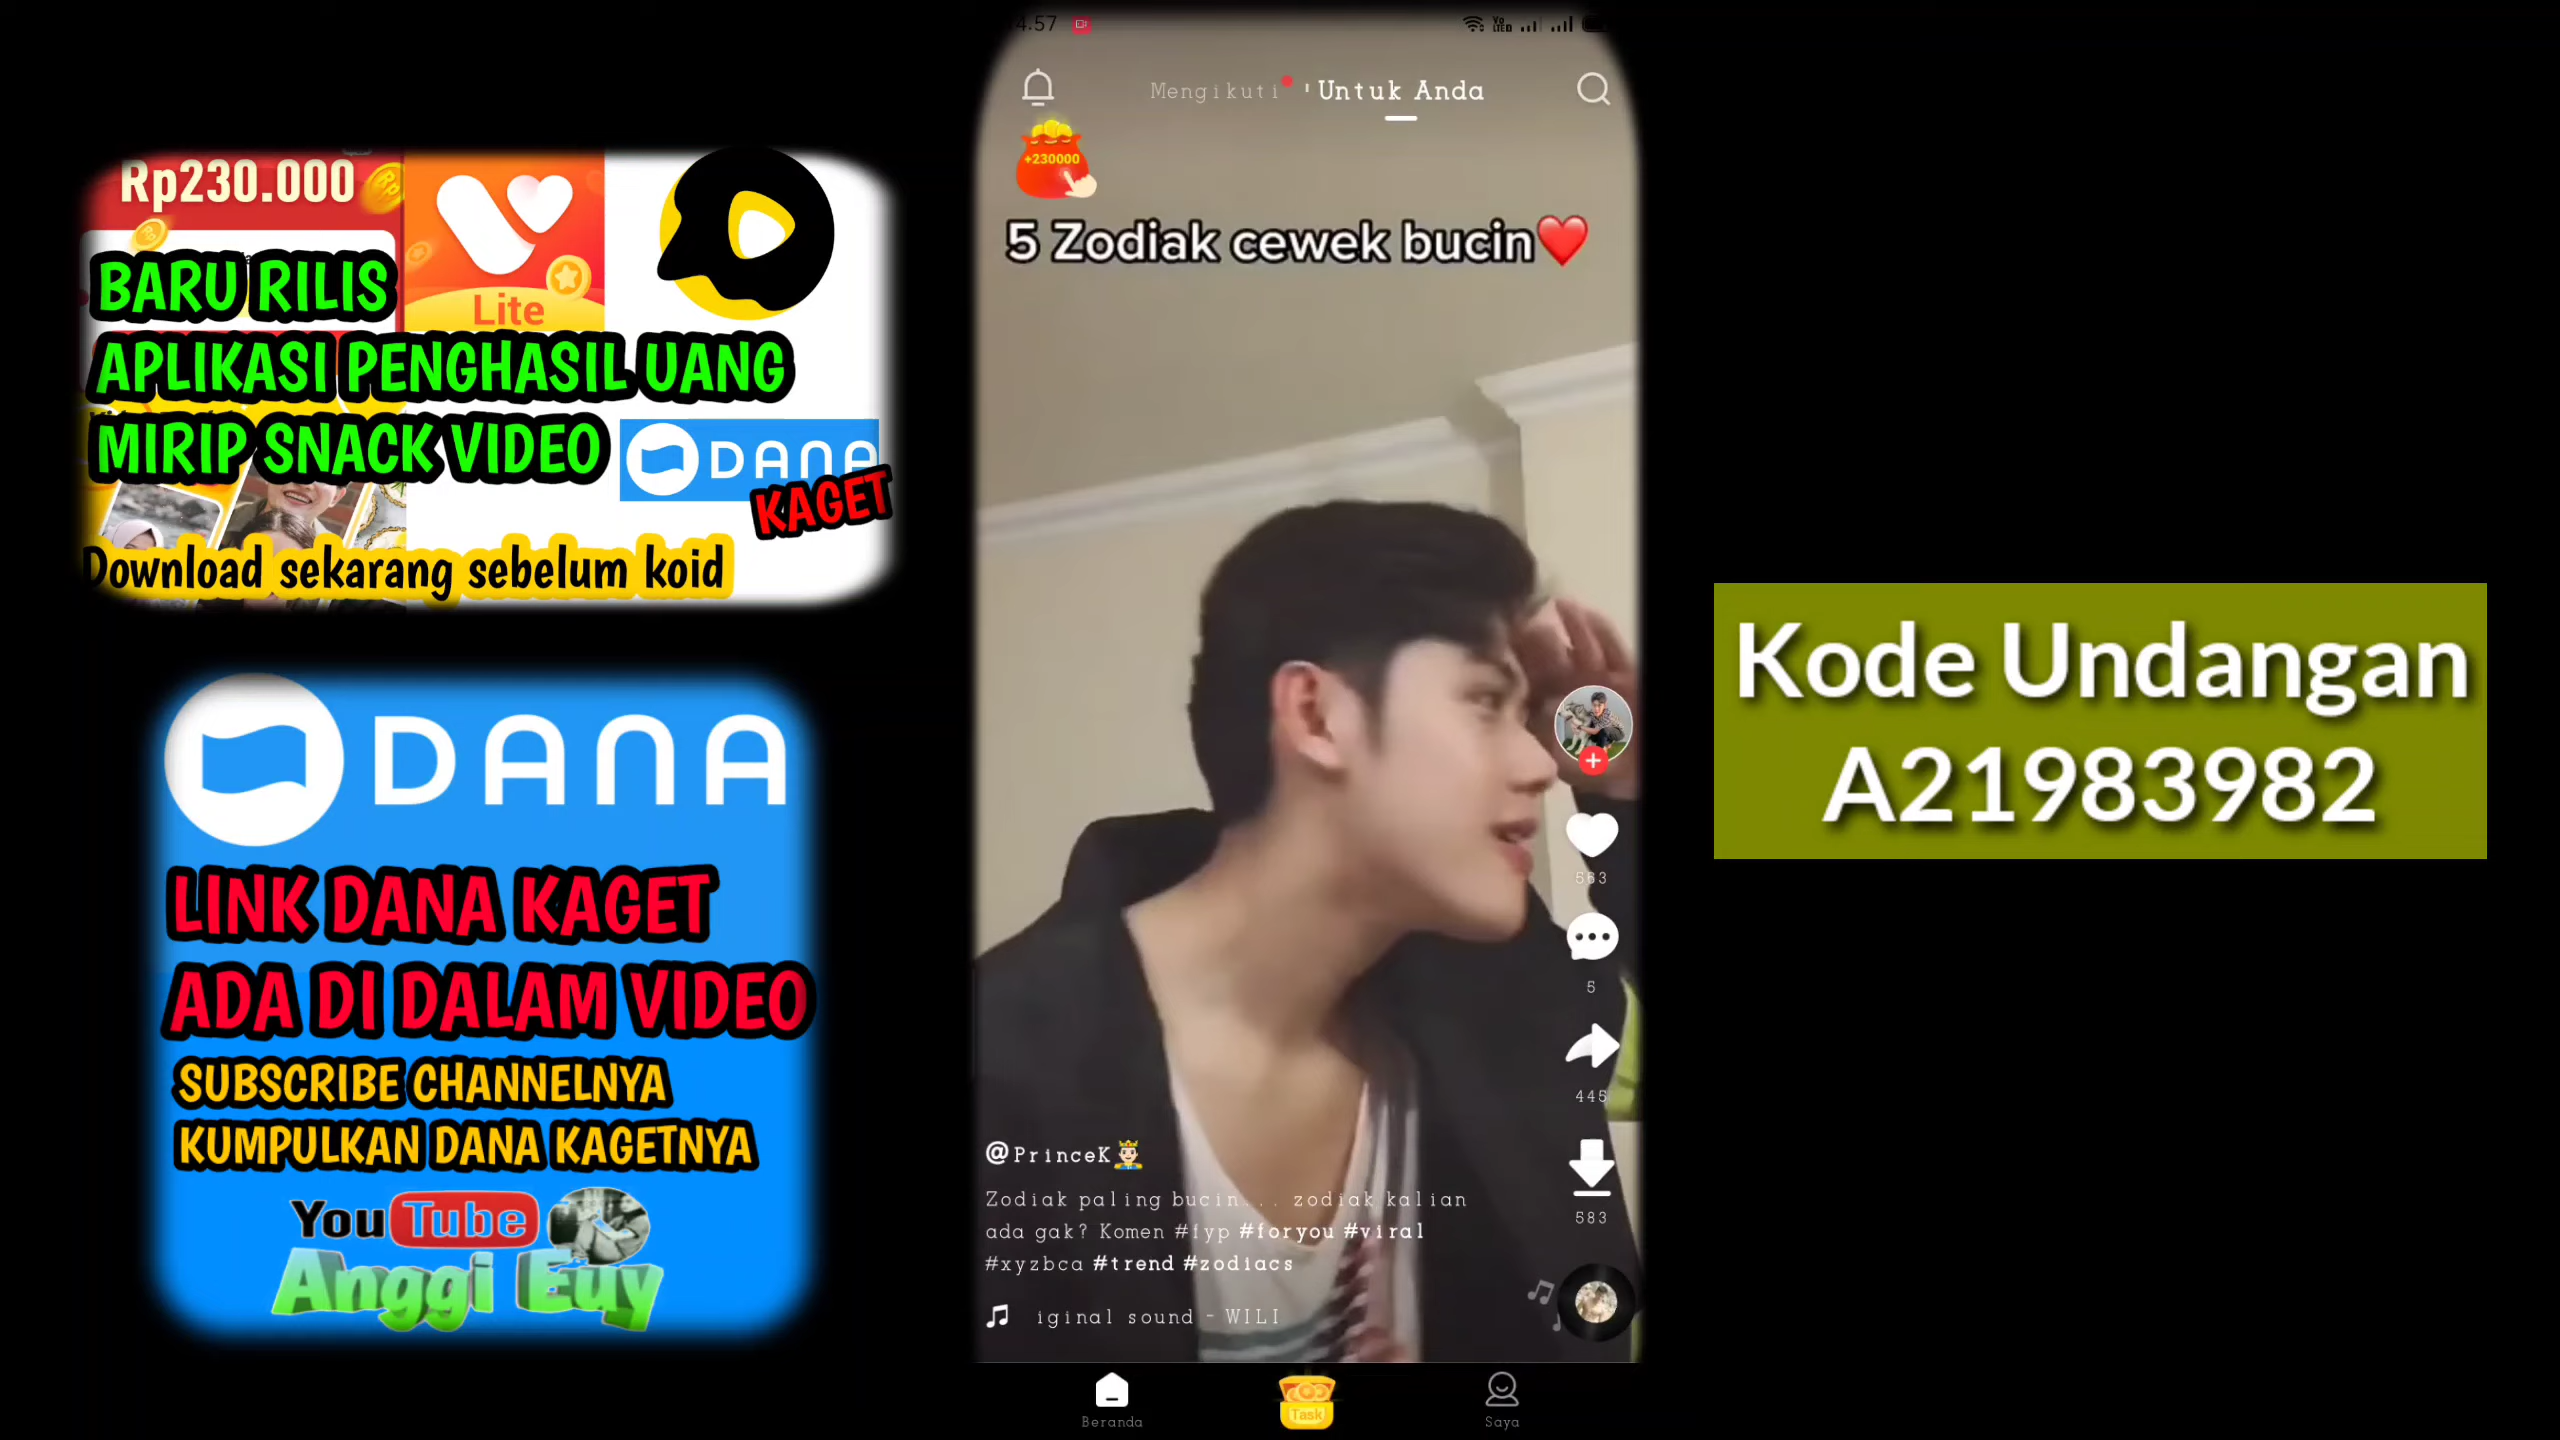 Rp230.000
BARU RILIS
Lite
APLIKASI PENGHASIL UANG
MIRIP SNACK VIDEO
DANA
KAGET
Download sekarang sebelum koid
DANA
LINK DANA KAGET
ADA DI DALAM VIDEO
SUBSCRIBE CHANNELNYA
KUMPULKAN DANA KAGETNYA
YouTube
Anggi Euy
4.57
Mengikuti Untuk Anda
+230000
5 Zodiak cewek bucin❤️
563
5
445
583
@PrinceK🤴🏻
Zodiak paling bucin... zodiak kalian
ada gak? Komen #fyp #foryou #viral
#xyzbca #trend #zodiacs
iginal sound - WILI
Beranda
Task
Saya
Kode Undangan
A21983982